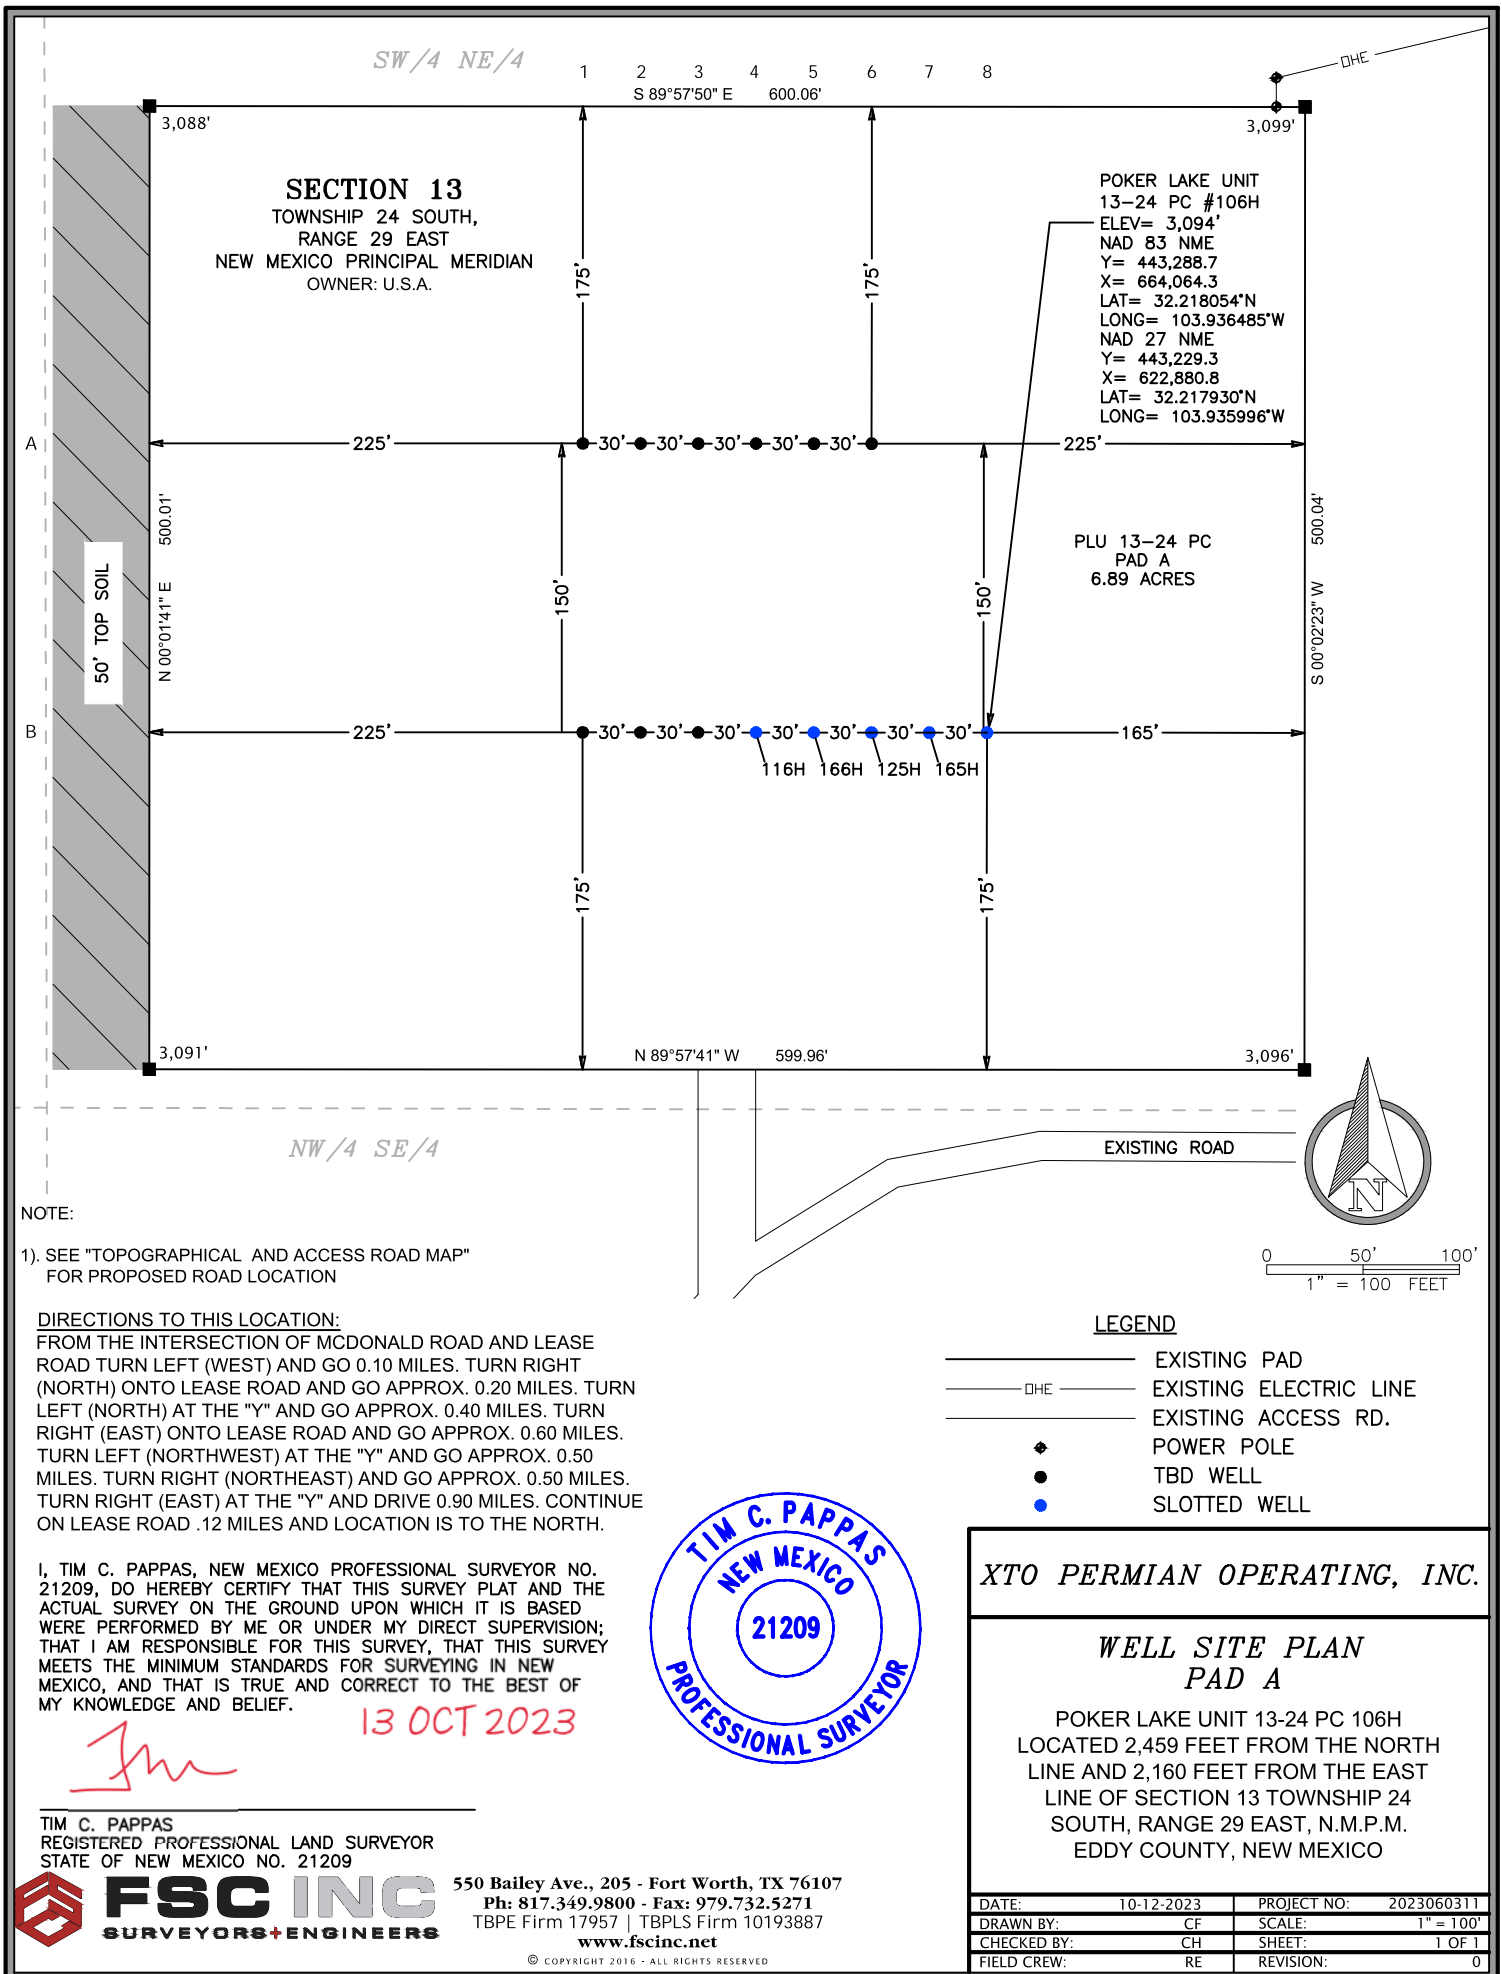 SW/4 NE/4
1 2 3 4 5 6 7 8
S 89°57'50" E 600.06'
OHE
3,088'
3,099'
SECTION 13
TOWNSHIP 24 SOUTH,
RANGE 29 EAST
NEW MEXICO PRINCIPAL MERIDIAN
OWNER: U.S.A.
175'
175'
POKER LAKE UNIT
13-24 PC #106H
ELEV= 3,094'
NAD 83 NME
Y= 443,288.7
X= 664,064.3
LAT= 32.218054°N
LONG= 103.936485°W
NAD 27 NME
Y= 443,229.3
X= 622,880.8
LAT= 32.217930°N
LONG= 103.935996°W
A
225' 30' 30' 30' 30' 30' 225'
N 00°01'41" E 500.01'
50' TOP SOIL
150'
150'
PLU 13-24 PC
PAD A
6.89 ACRES
S 00°02'23" W 500.04'
B
225' 30' 30' 30' 30' 30' 30' 30' 165'
116H 166H 125H 165H
175'
175'
3,091'
N 89°57'41" W 599.96'
3,096'
NW/4 SE/4
EXISTING ROAD
N
NOTE:
1). SEE "TOPOGRAPHICAL AND ACCESS ROAD MAP"
FOR PROPOSED ROAD LOCATION
0 50' 100'
1" = 100 FEET
DIRECTIONS TO THIS LOCATION:
FROM THE INTERSECTION OF MCDONALD ROAD AND LEASE
ROAD TURN LEFT (WEST) AND GO 0.10 MILES. TURN RIGHT
(NORTH) ONTO LEASE ROAD AND GO APPROX. 0.20 MILES. TURN
LEFT (NORTH) AT THE "Y" AND GO APPROX. 0.40 MILES. TURN
RIGHT (EAST) ONTO LEASE ROAD AND GO APPROX. 0.60 MILES.
TURN LEFT (NORTHWEST) AT THE "Y" AND GO APPROX. 0.50
MILES. TURN RIGHT (NORTHEAST) AND GO APPROX. 0.50 MILES.
TURN RIGHT (EAST) AT THE "Y" AND DRIVE 0.90 MILES. CONTINUE
ON LEASE ROAD .12 MILES AND LOCATION IS TO THE NORTH.
LEGEND
EXISTING PAD
OHE EXISTING ELECTRIC LINE
EXISTING ACCESS RD.
POWER POLE
TBD WELL
SLOTTED WELL
I, TIM C. PAPPAS, NEW MEXICO PROFESSIONAL SURVEYOR NO.
21209, DO HEREBY CERTIFY THAT THIS SURVEY PLAT AND THE
ACTUAL SURVEY ON THE GROUND UPON WHICH IT IS BASED
WERE PERFORMED BY ME OR UNDER MY DIRECT SUPERVISION;
THAT I AM RESPONSIBLE FOR THIS SURVEY, THAT THIS SURVEY
MEETS THE MINIMUM STANDARDS FOR SURVEYING IN NEW
MEXICO, AND THAT IS TRUE AND CORRECT TO THE BEST OF
MY KNOWLEDGE AND BELIEF.
13 OCT 2023
TIM C. PAPPAS
NEW MEXICO
21209
PROFESSIONAL SURVEYOR
TIM C. PAPPAS
REGISTERED PROFESSIONAL LAND SURVEYOR
STATE OF NEW MEXICO NO. 21209
FSC INC
SURVEYORS+ENGINEERS
550 Bailey Ave., 205 - Fort Worth, TX 76107
Ph: 817.349.9800 - Fax: 979.732.5271
TBPE Firm 17957 | TBPLS Firm 10193887
www.fscinc.net
© COPYRIGHT 2016 - ALL RIGHTS RESERVED
XTO PERMIAN OPERATING, INC.
WELL SITE PLAN
PAD A
POKER LAKE UNIT 13-24 PC 106H
LOCATED 2,459 FEET FROM THE NORTH
LINE AND 2,160 FEET FROM THE EAST
LINE OF SECTION 13 TOWNSHIP 24
SOUTH, RANGE 29 EAST, N.M.P.M.
EDDY COUNTY, NEW MEXICO
DATE: 10-12-2023 PROJECT NO: 2023060311
DRAWN BY: CF SCALE: 1" = 100'
CHECKED BY: CH SHEET: 1 OF 1
FIELD CREW: RE REVISION: 0